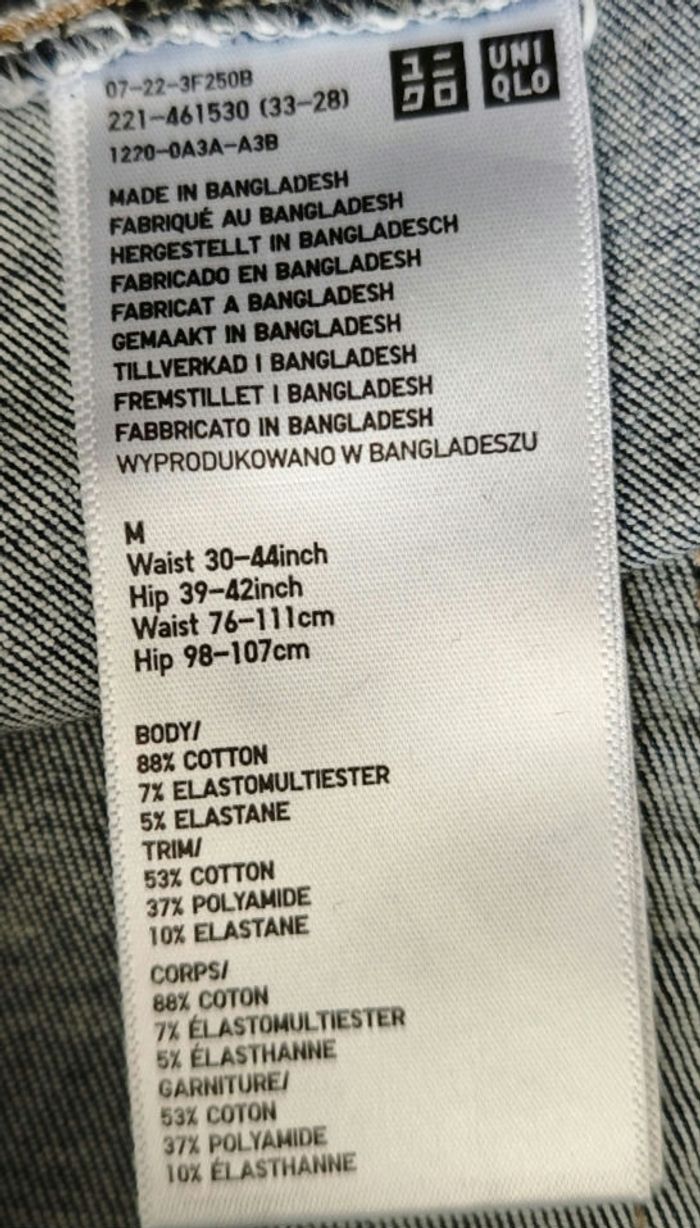 ユニ
クロ
UNI
QLO
07-22-3F250B
221-461530 (33-28)
1220-0A3A-A3B
MADE IN BANGLADESH
FABRIQUÉ AU BANGLADESH
HERGESTELLT IN BANGLADESCH
FABRICADO EN BANGLADESH
FABRICAT A BANGLADESH
GEMAAKT IN BANGLADESH
TILLVERKAD I BANGLADESH
FREMSTILLET I BANGLADESH
FABBRICATO IN BANGLADESH
WYPRODUKOWANO W BANGLADESZU
M
Waist 30-44inch
Hip 39-42inch
Waist 76-111cm
Hip 98-107cm
BODY/
88% COTTON
7% ELASTOMULTIESTER
5% ELASTANE
TRIM/
53% COTTON
37% POLYAMIDE
10% ELASTANE
CORPS/
88% COTON
7% ÉLASTOMULTIESTER
5% ÉLASTHANNE
GARNITURE/
53% COTON
37% POLYAMIDE
10% ÉLASTHANNE